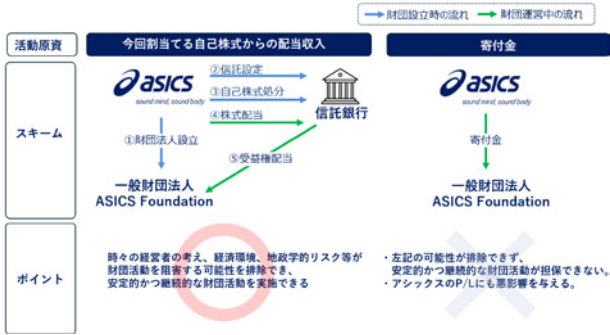 財団設立時の流れ
財団運営中の流れ
活動原資
今回割当てる自己株式からの配当収入
寄付金
スキーム
asics
sound mind, sound body
②信託設定
③自己株式処分
④株式配当
信託銀行
①財団法人設立
⑤受益権配当
一般財団法人
ASICS Foundation
asics
sound mind, sound body
寄付金
一般財団法人
ASICS Foundation
ポイント
時々の経営者の考え、経済環境、地政学的リスク等が
財団活動を阻害する可能性を排除でき、
安定的かつ継続的な財団活動を実施できる
・左記の可能性が排除できず、
安定的かつ継続的な財団活動が担保できない。
・アシックスのP/Lにも悪影響を与える。